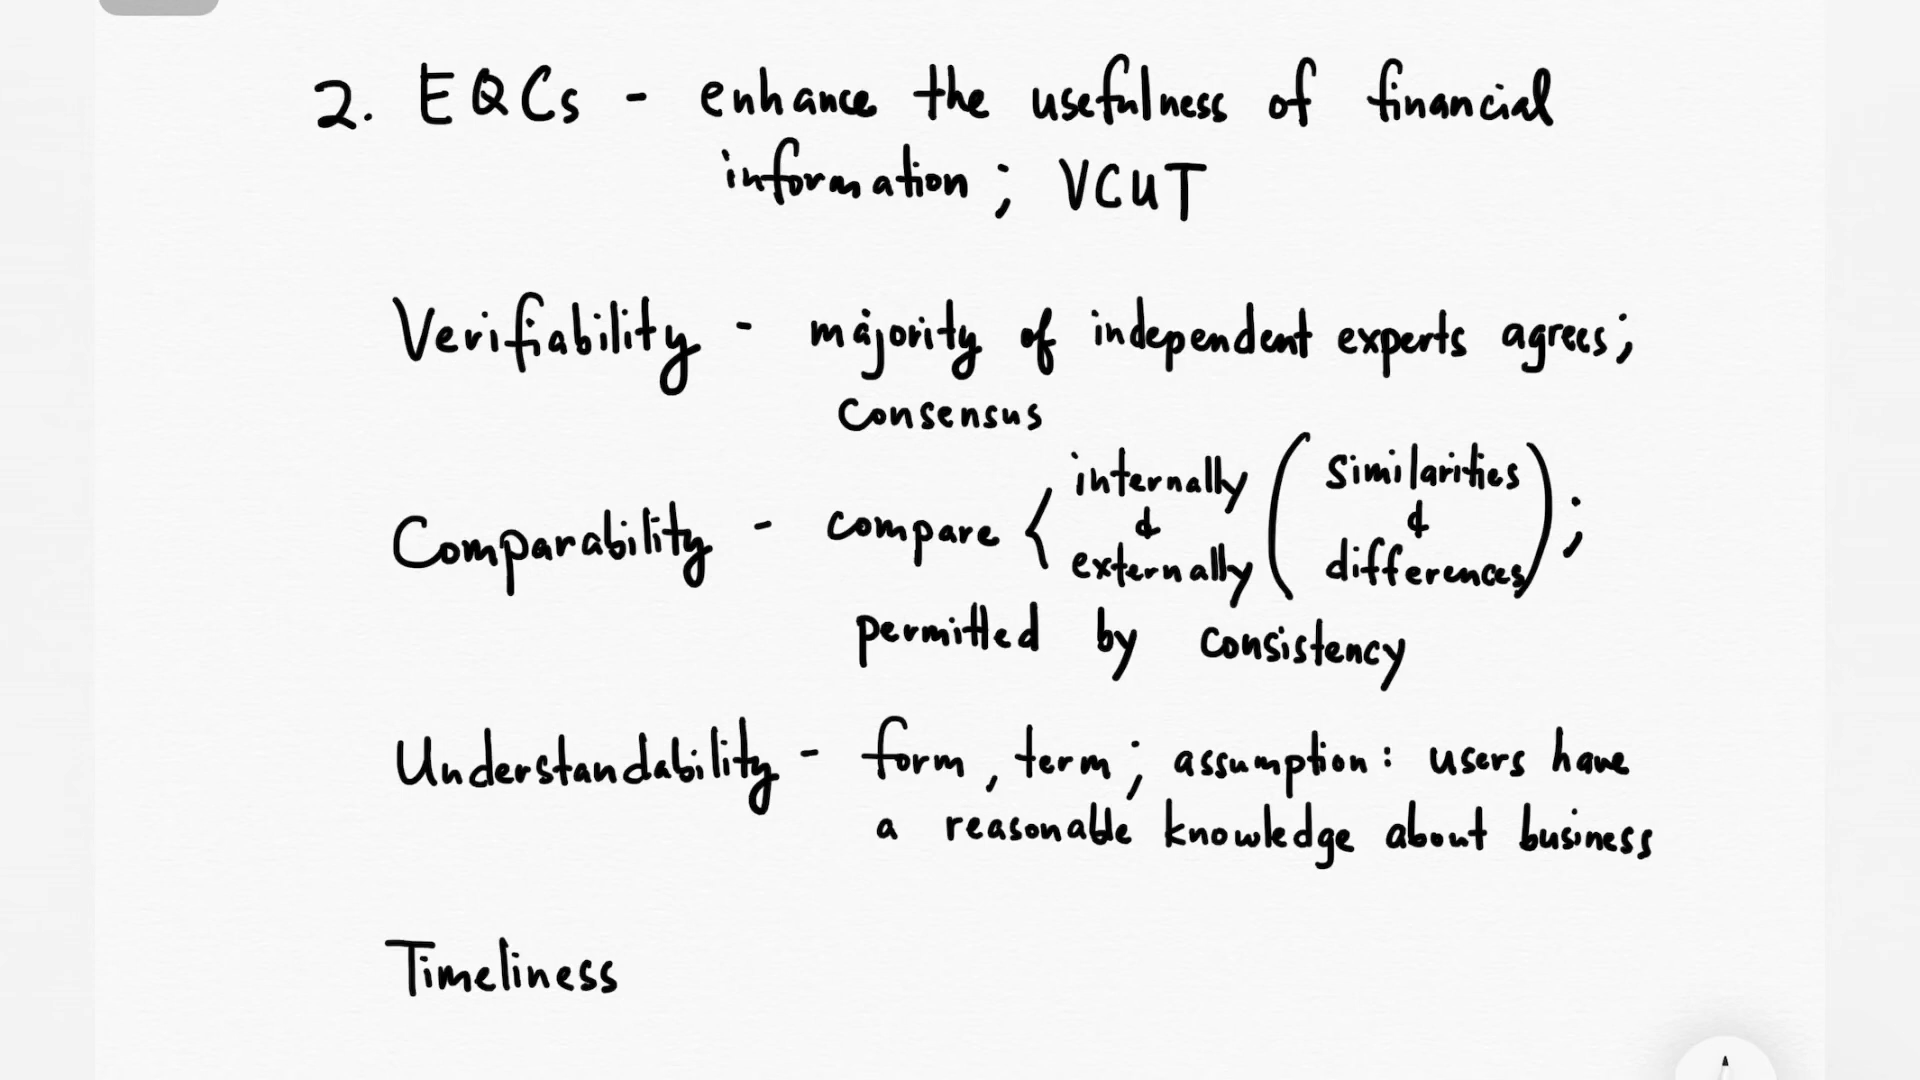 2. EQCs - enhance the usefulness of financial
information; VCUT
Verifiability - majority of independent experts agrees;
consensus
Comparability - compare { internally & externally ( similarities & differences );
permitted by consistency
Understandability - form, term; assumption: users have
a reasonable knowledge about business
Timeliness